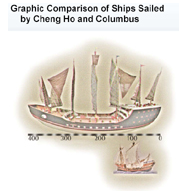 Graphic Comparison of Ships Sailed
by Cheng Ho and Columbus
400 300 200 100 0